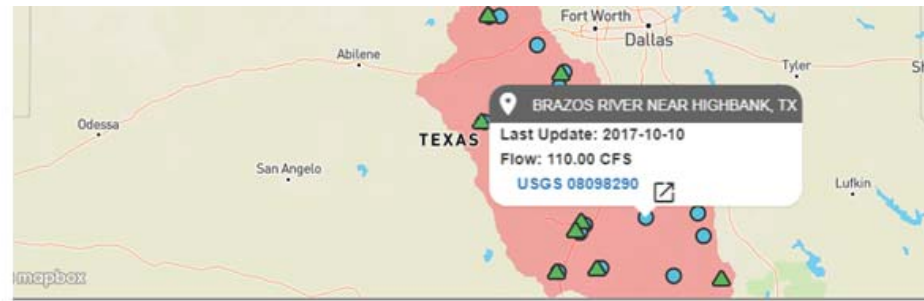 Fort Worth
Dallas
Abilene
Tyler
Sh
BRAZOS RIVER NEAR HIGHBANK, TX
Last Update: 2017-10-10
Odessa
TEXAS
Flow: 110.00 CFS
San Angelo
USGS 08098290
Lufkin
mapbox